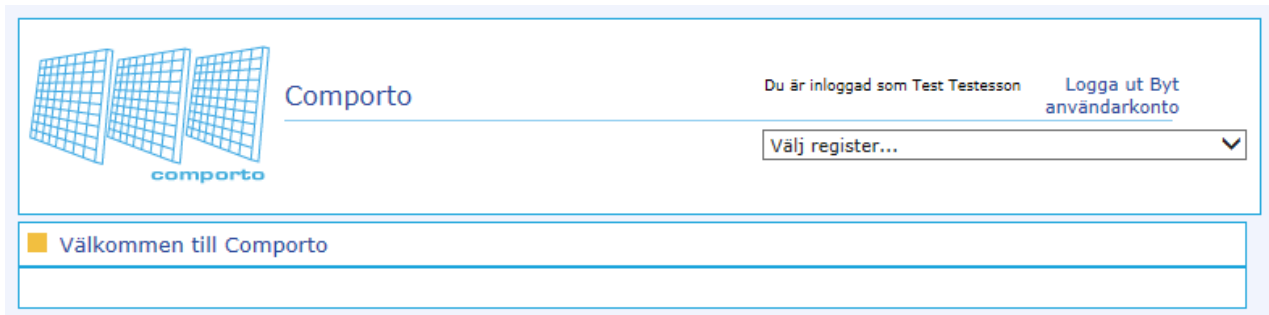 comporto
Comporto
Du är inloggad som Test Testesson
Logga ut Byt
användarkonto
Välj register...
Välkommen till Comporto